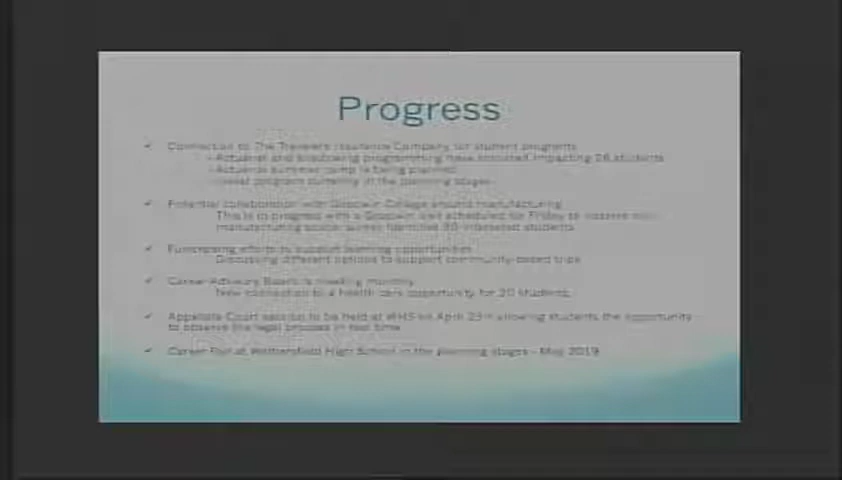 Progress
✓ Connection to The Travelers Insurance Company for student programs
- Actuarial and programming have occurred impacting 26 students
- Actuarial summer camp is being planned
program currently in the planning stages
✓ Potential collaboration with Goodwin College around manufacturing
This is in progress with a Goodwin visit scheduled for Friday to
manufacturing identified interested students
✓ Fundraising efforts to support learning opportunities
Discussing different options to support community-based trips
✓ Career Advisory Board is meeting monthly
New connection to a health care opportunity for 20 students
✓ Appellate Court session to be held at WHS on April 23rd allowing students the opportunity
to observe the legal process in real time
✓ Career Fair at Wethersfield High School in the planning stages - May 2019